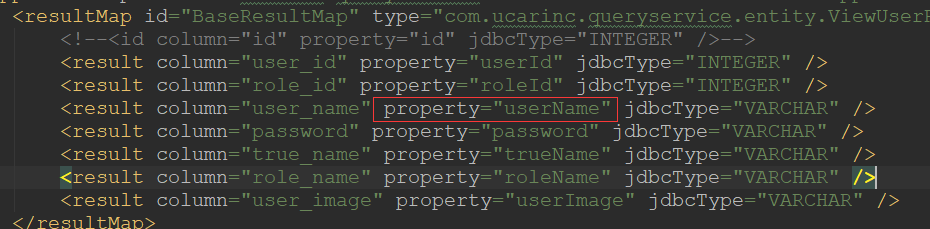 <resultMap id="BaseResultMap" type="com.ucarinc.queryservice.entity.ViewUser
<!--<id column="id" property="id" jdbcType="INTEGER" />-->
<result column="user_id" property="userId" jdbcType="INTEGER" />
<result column="role_id" property="roleId" jdbcType="INTEGER" />
<result column="user_name" property="userName" jdbcType="VARCHAR" />
<result column="password" property="password" jdbcType="VARCHAR" />
<result column="true_name" property="trueName" jdbcType="VARCHAR" />
<result column="role_name" property="roleName" jdbcType="VARCHAR" />
<result column="user_image" property="userImage" jdbcType="VARCHAR" />
</resultMap>